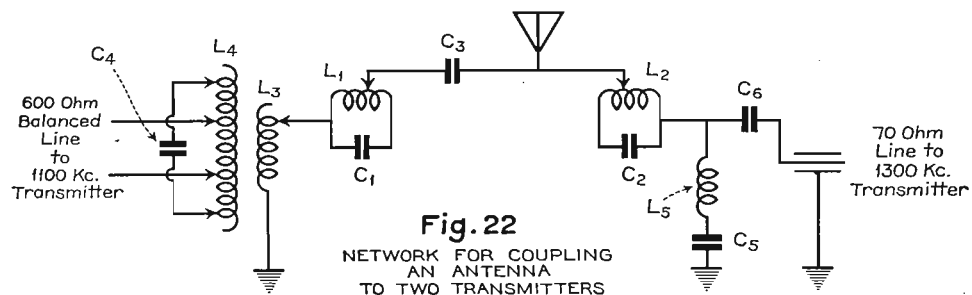 C4
L4
600 Ohm
Balanced
Line
to
1100 Kc.
Transmitter
L3
L1
C1
C3
L2
C2
C6
L5
C5
70 Ohm
Line to
1300 Kc.
Transmitter
Fig. 22
NETWORK FOR COUPLING
AN ANTENNA
TO TWO TRANSMITTERS